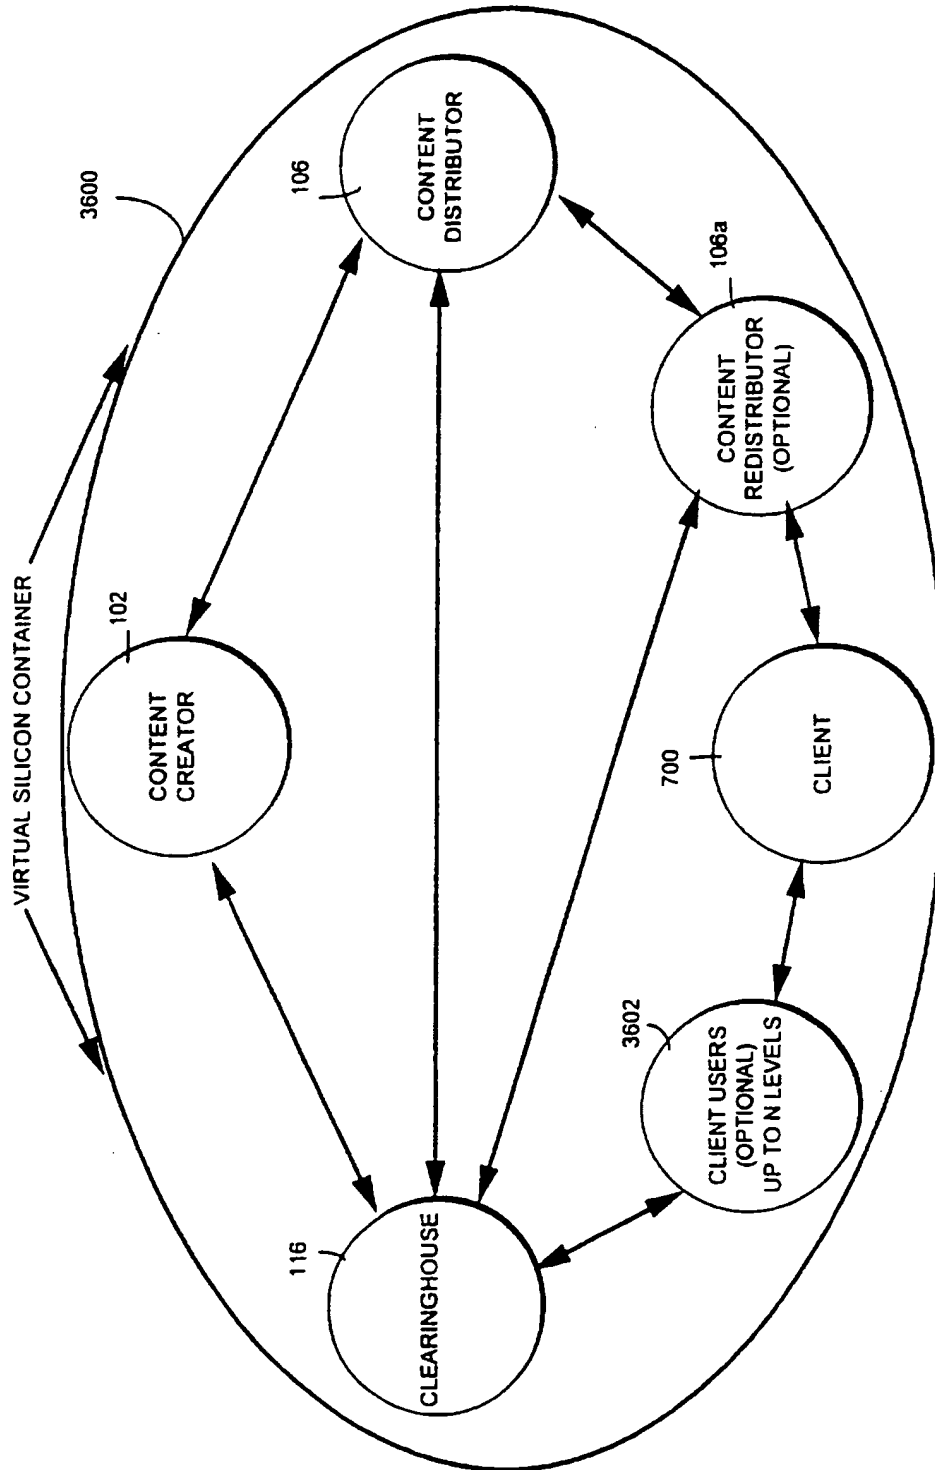 VIRTUAL SILICON CONTAINER
3600
102
CONTENT
CREATOR
106
CONTENT
DISTRIBUTOR
116
CLEARINGHOUSE
106a
CONTENT
REDISTRIBUTOR
(OPTIONAL)
3602
CLIENT USERS
(OPTIONAL)
UP TO N LEVELS
700
CLIENT